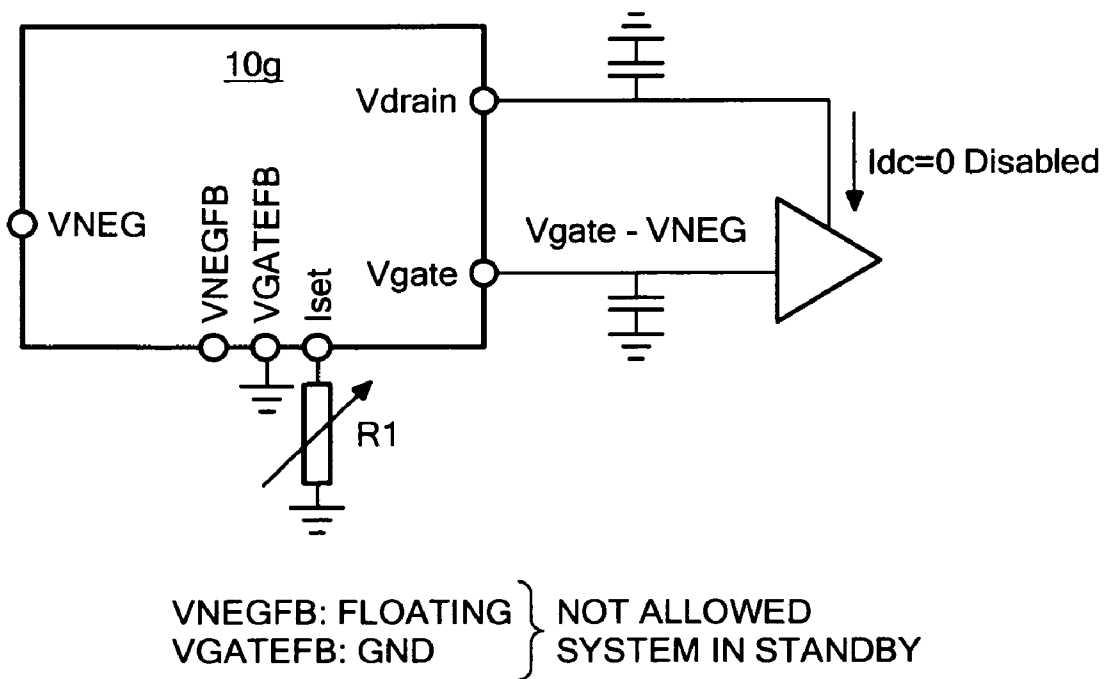 10g
Vdrain
Idc=0 Disabled
VNEG
VNEGFB
VGATEFB
Iset
Vgate
Vgate - VNEG
R1
VNEGFB: FLOATING
VGATEFB: GND
NOT ALLOWED
SYSTEM IN STANDBY